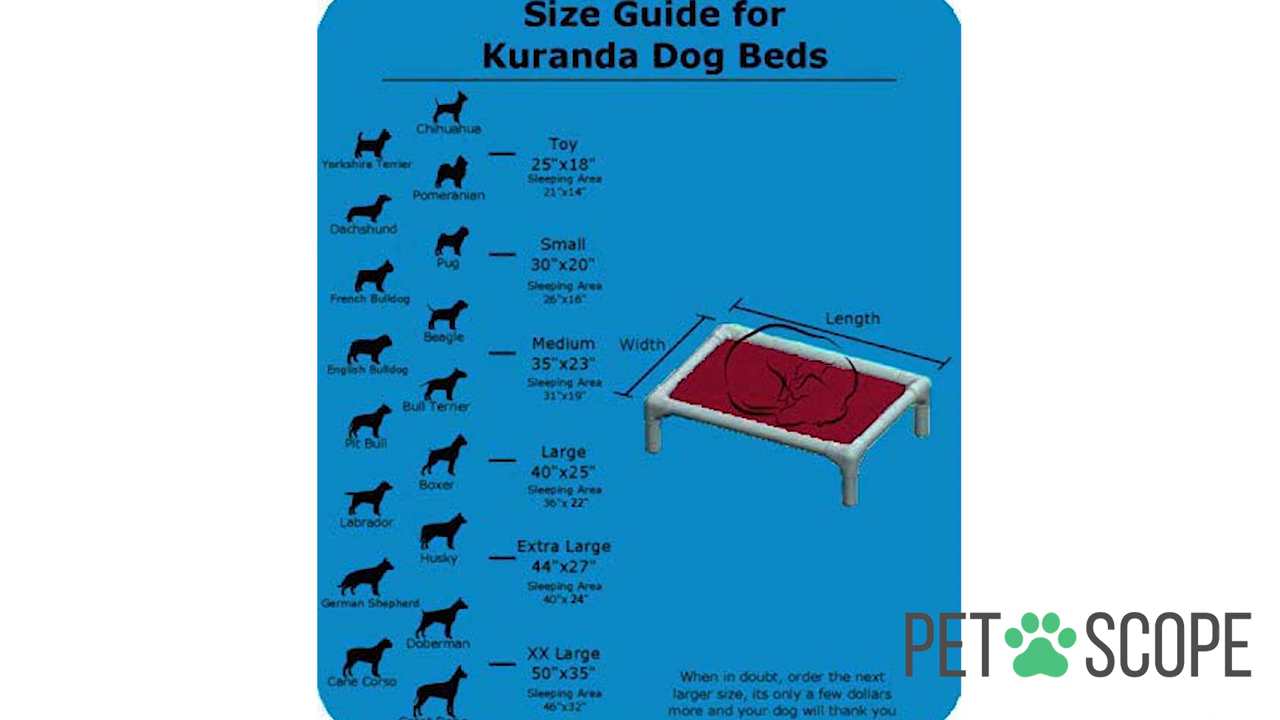 Size Guide for
Kuranda Dog Beds
Chihuahua
Yorkshire Terrier
Pomeranian
Toy
25"x18"
Sleeping Area
21"x14"
Dachshund
Pug
French Bulldog
Small
30"x20"
Sleeping Area
26"x16"
Beagle
English Bulldog
Bull Terrier
Medium
35"x23"
Sleeping Area
31"x19"
Pit Bull
Boxer
Labrador
Large
40"x25"
Sleeping Area
36"x 22"
Husky
German Shepherd
Extra Large
44"x27"
Sleeping Area
40"x 24"
Doberman
Cane Corso
Great Dane
XX Large
50"x35"
Sleeping Area
46"x32"
Width
Length
When in doubt, order the next
larger size, its only a few dollars
more and your dog will thank you
PET SCOPE